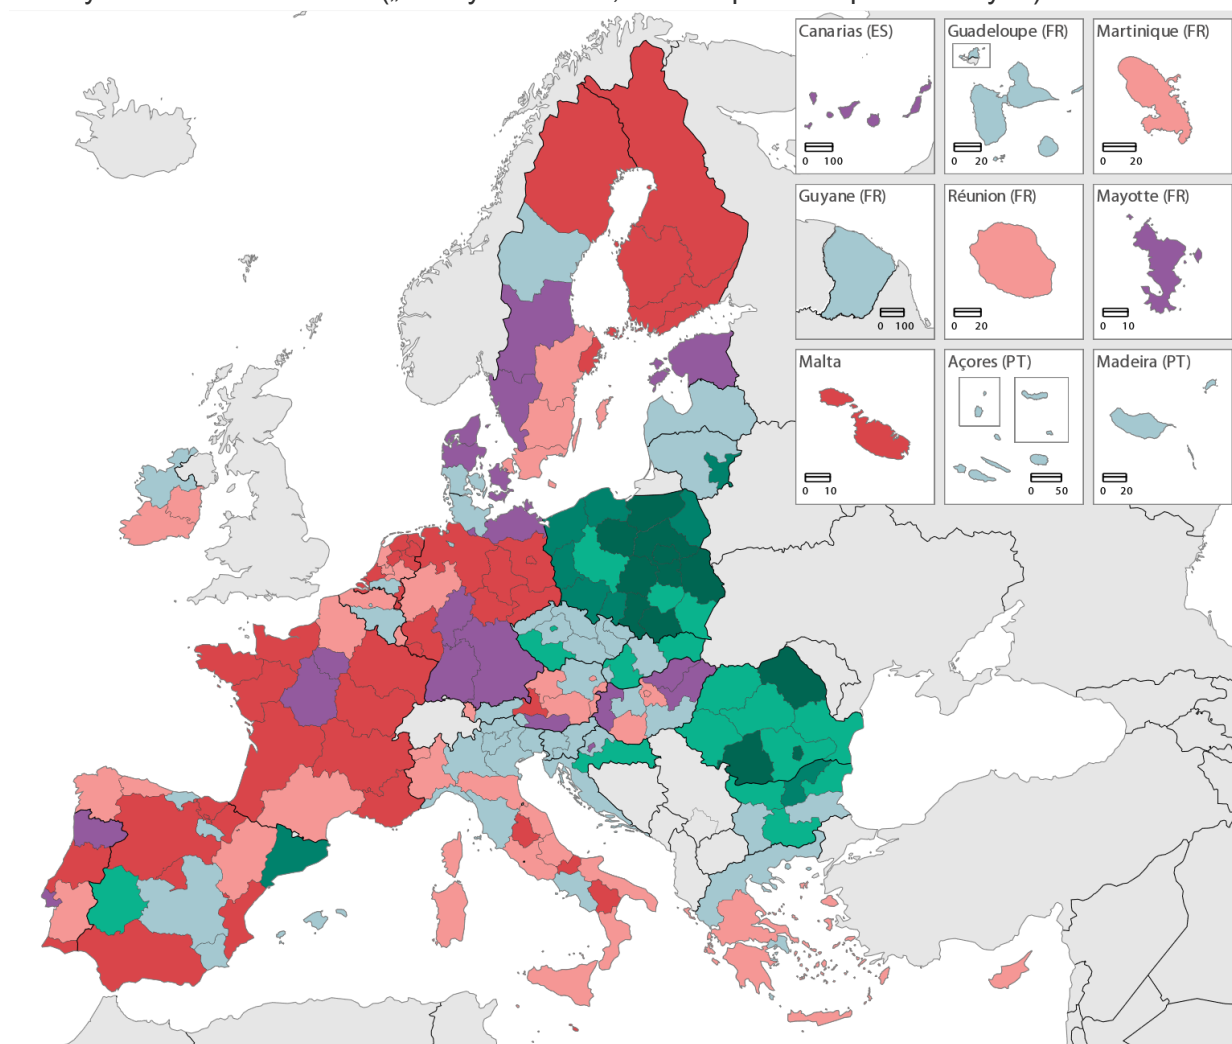 Canarias (ES)
0 100
Guadeloupe (FR)
0 20
Martinique (FR)
0 20
Guyane (FR)
0 100
Réunion (FR)
0 20
Mayotte (FR)
0 10
Malta
0 10
Açores (PT)
0 50
Madeira (PT)
0 20